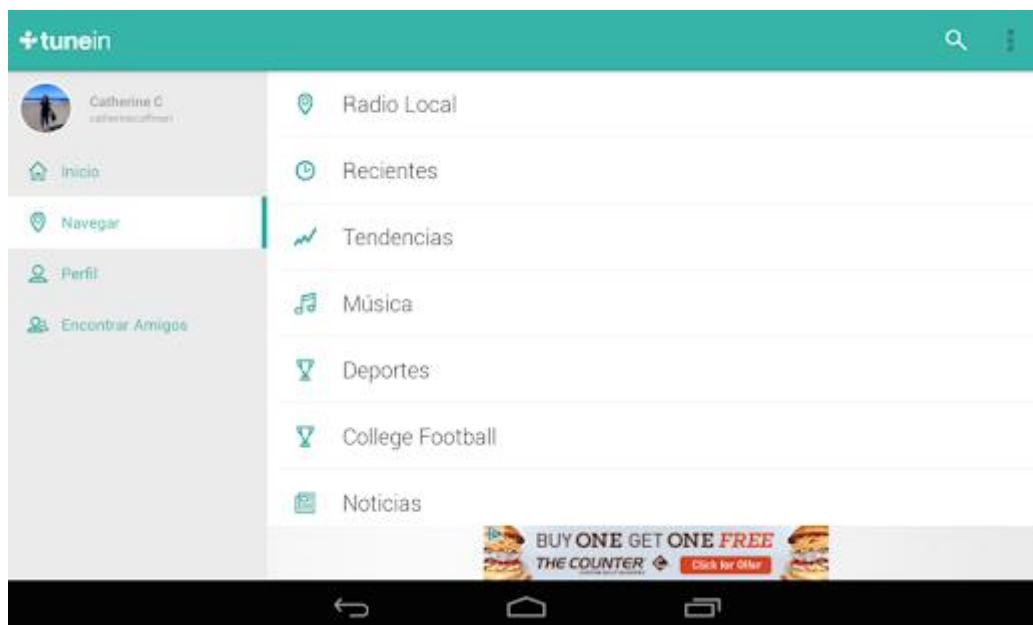 tunein
Catherine C
Inicio
Navegar
Perfil
Encontrar Amigos
Radio Local
Recientes
Tendencias
Música
Deportes
College Football
Noticias
BUY ONE GET ONE FREE
THE COUNTER
Click for Offer